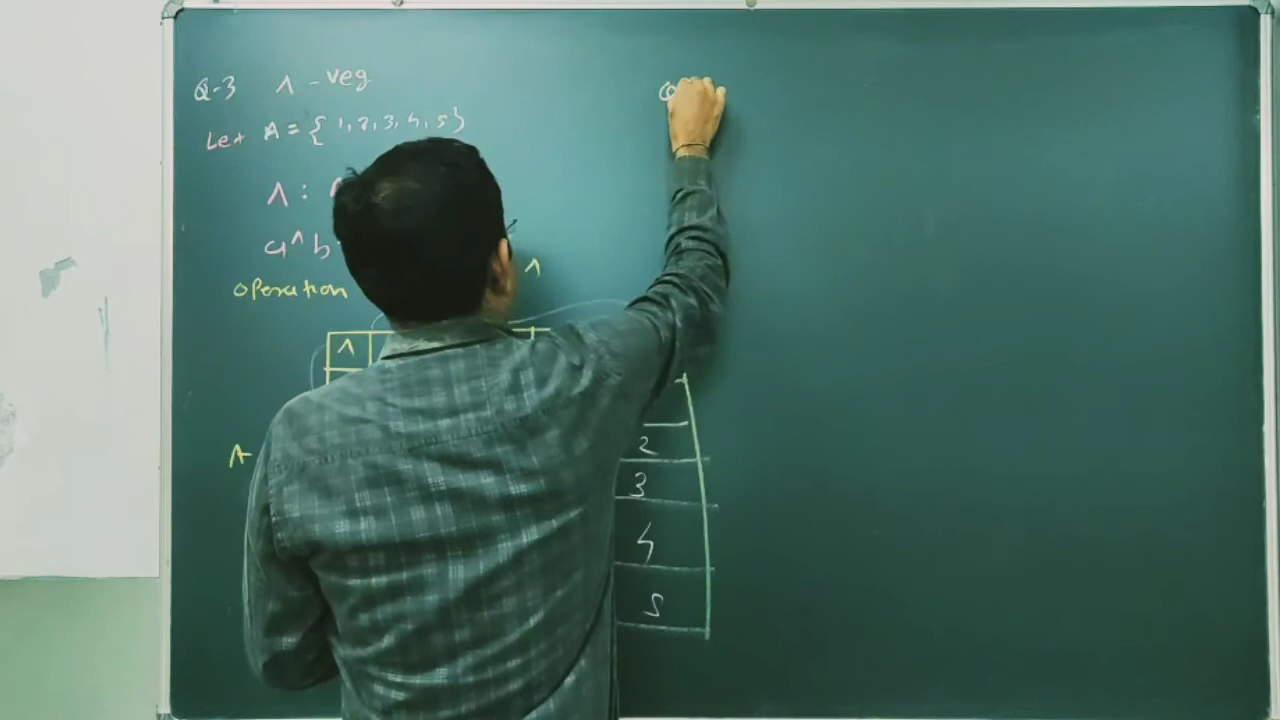 Q-3 ∧ - veg
Let A = { 1, 2, 3, 4, 5 }
∧ :
a ∧ b
operation ∧
∧
2
A
3
4
5